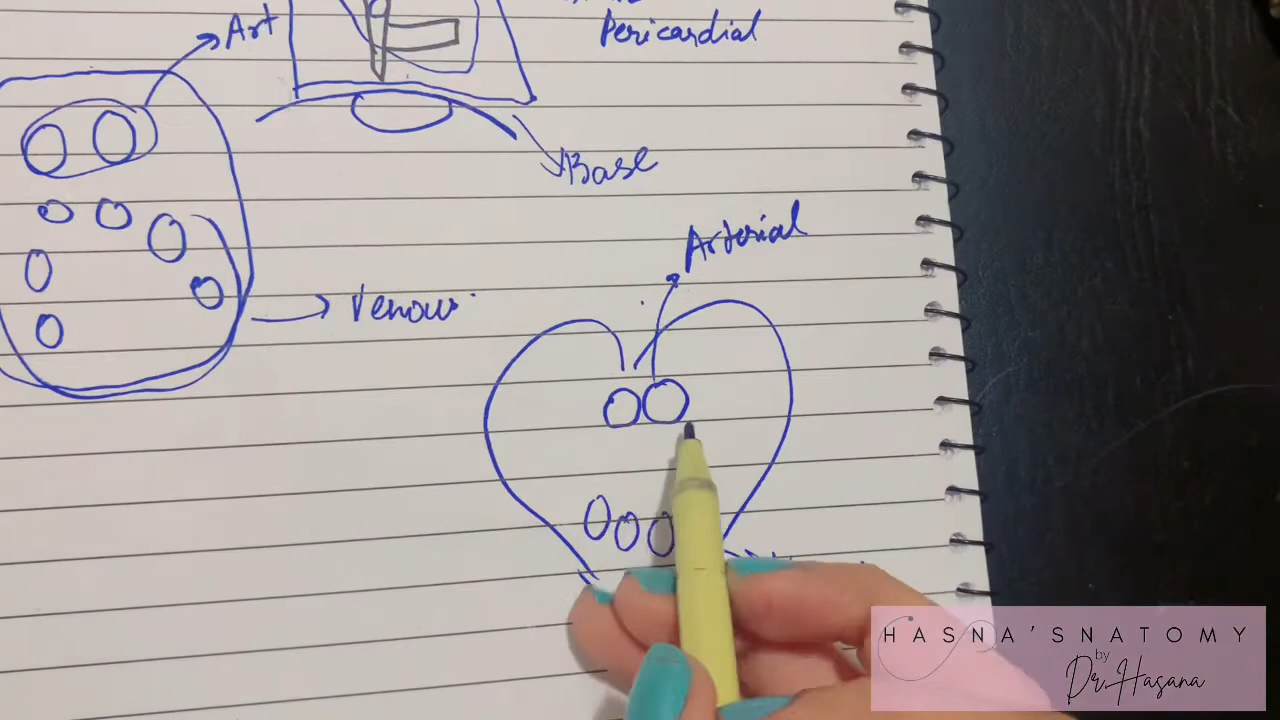 Art
Pericardial
Base
Arterial
Venous
HASNA'SNATOMY
by
Dr.Hasana